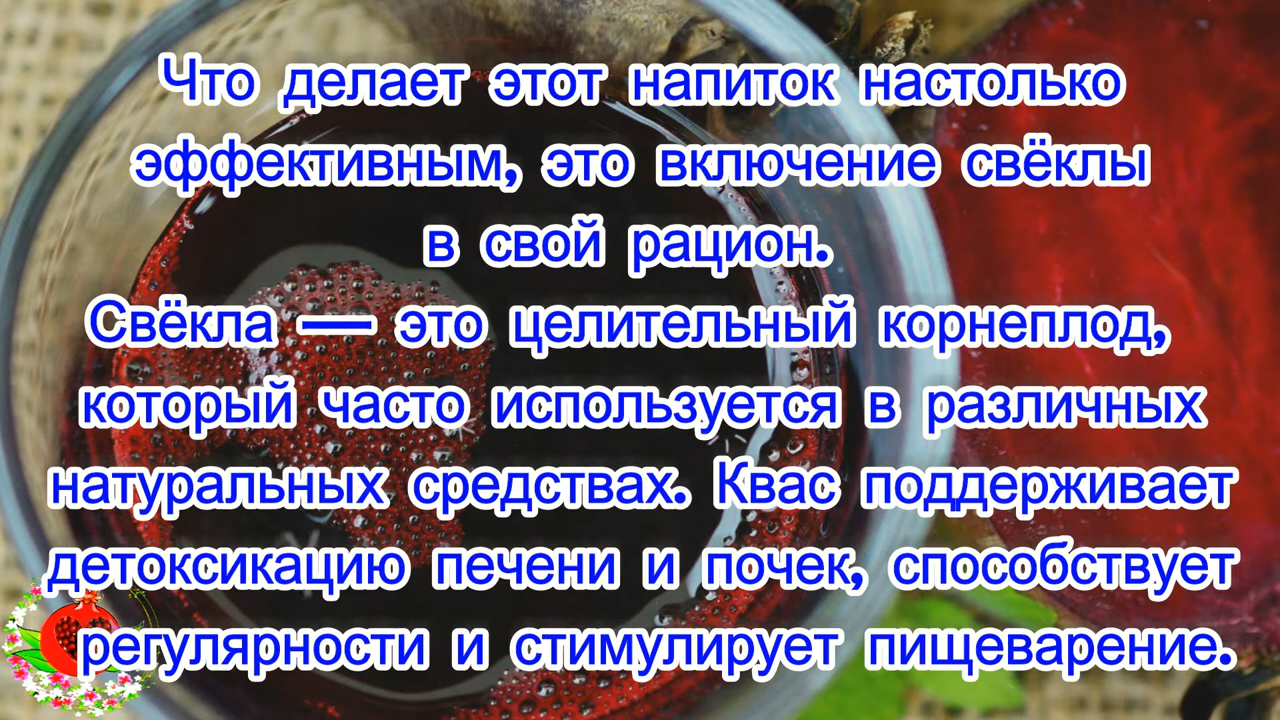 Что делает этот напиток настолько
эффективным, это включение свёклы
в свой рацион.
Свёкла — это целительный корнеплод,
который часто используется в различных
натуральных средствах. Квас поддерживает
детоксикацию печени и почек, способствует
регулярности и стимулирует пищеварение.